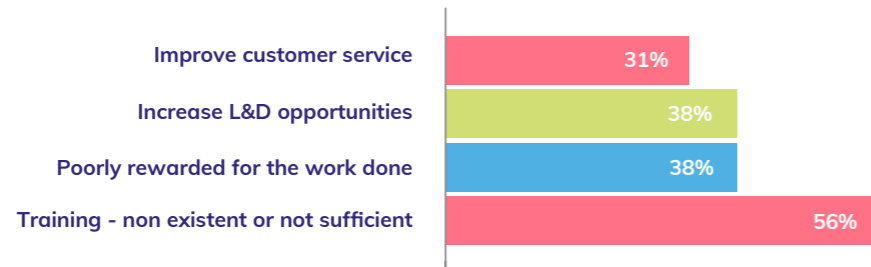 Improve customer service 31%
Increase L&D opportunities 38%
Poorly rewarded for the work done 38%
Training - non existent or not sufficient 56%